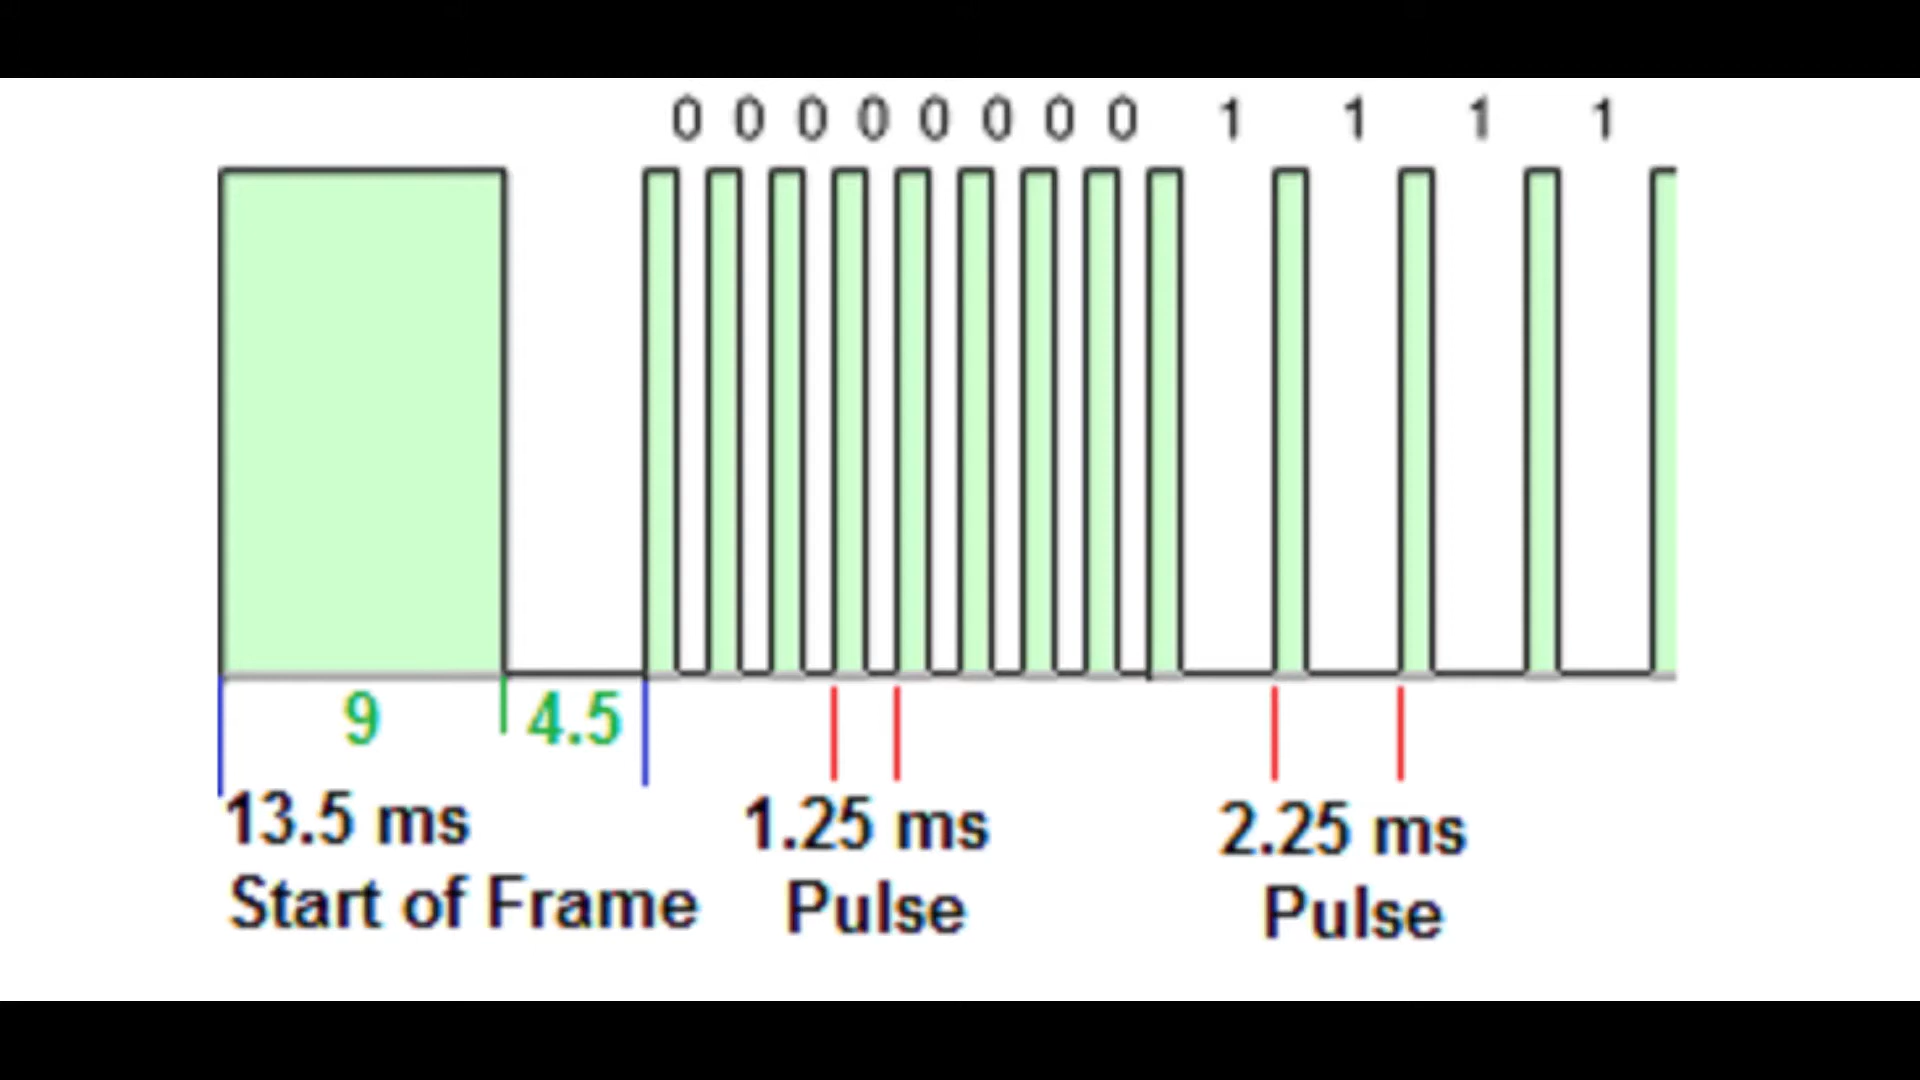 0 0 0 0 0 0 0 0 1 1 1 1
9 4.5
13.5 ms
Start of Frame
1.25 ms
Pulse
2.25 ms
Pulse